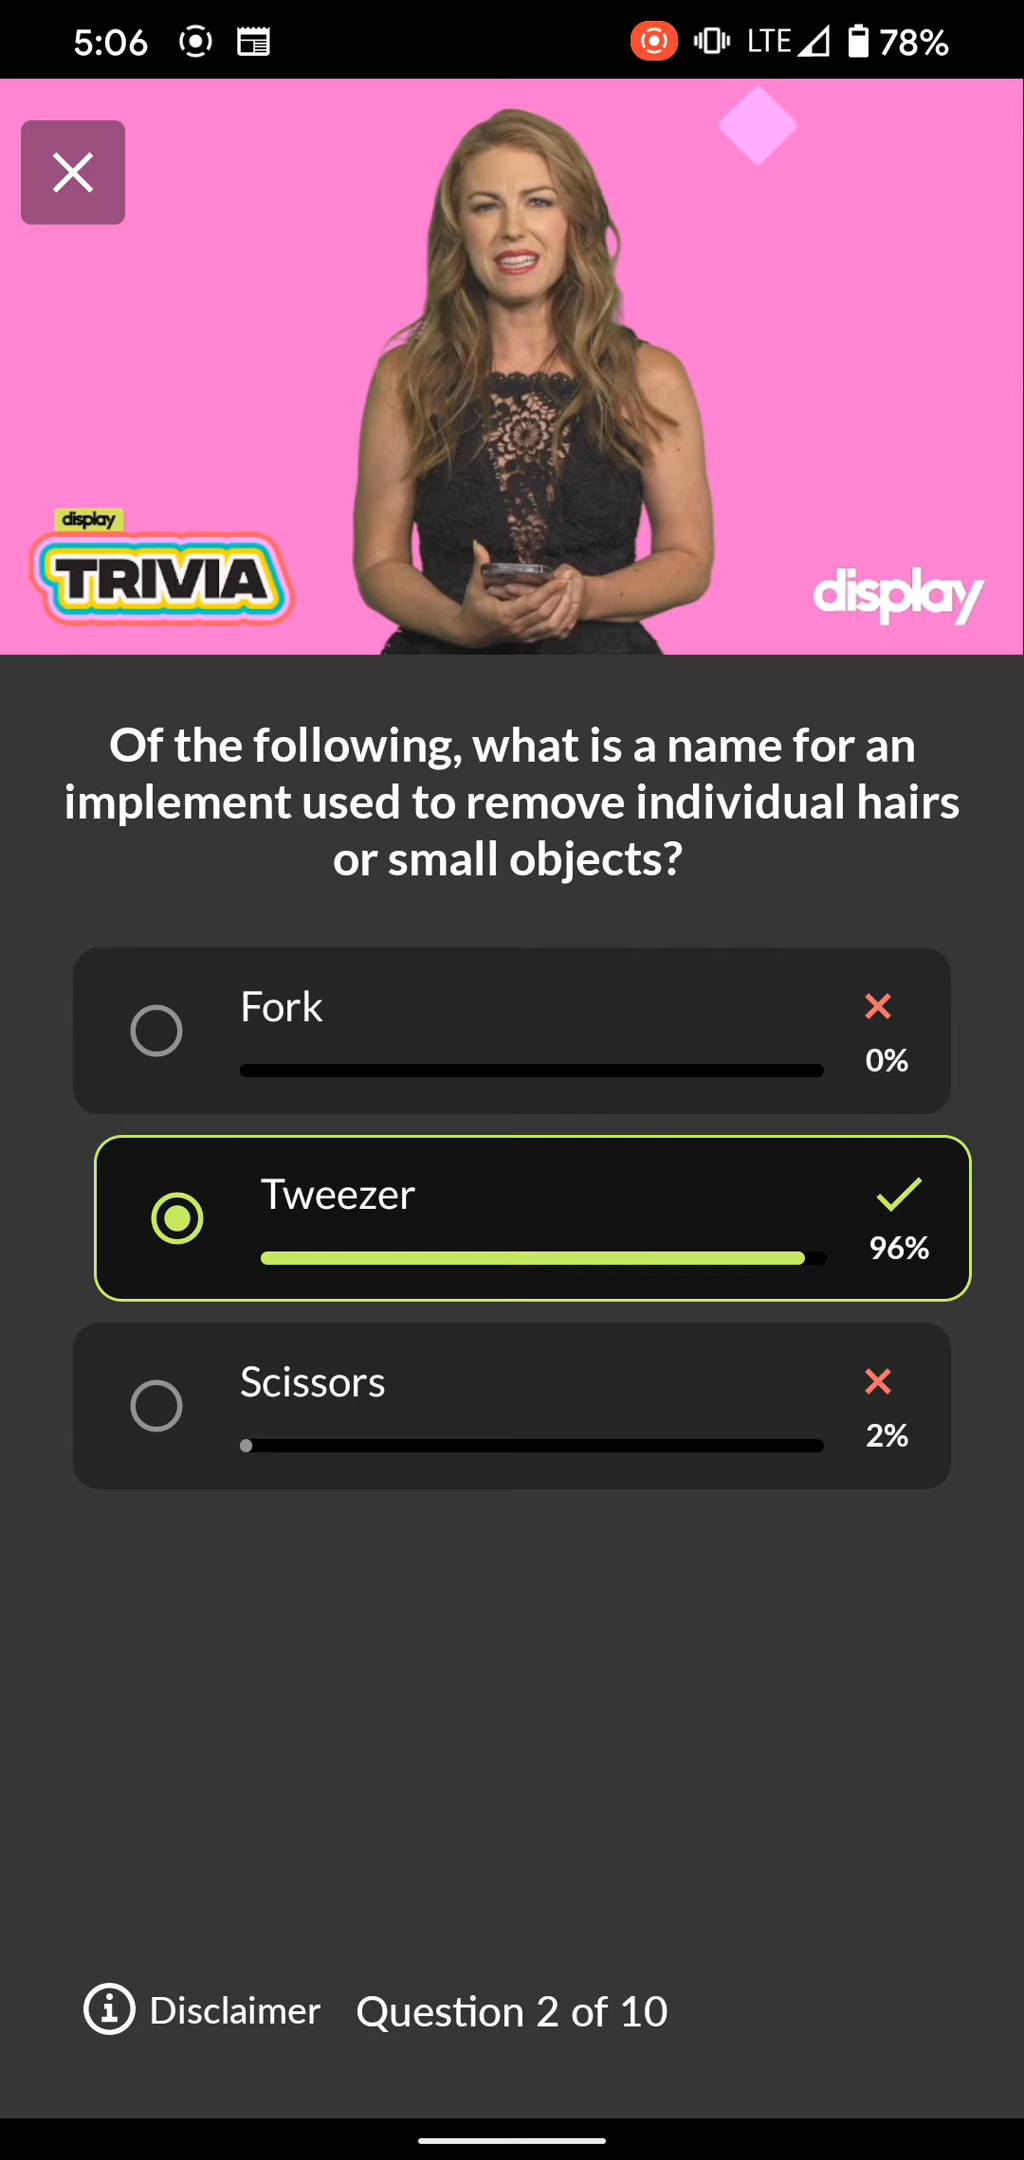 5:06
LTE
78%
display
TRIVIA
display
Of the following, what is a name for an
implement used to remove individual hairs
or small objects?
Fork
0%
Tweezer
96%
Scissors
2%
Disclaimer
Question 2 of 10